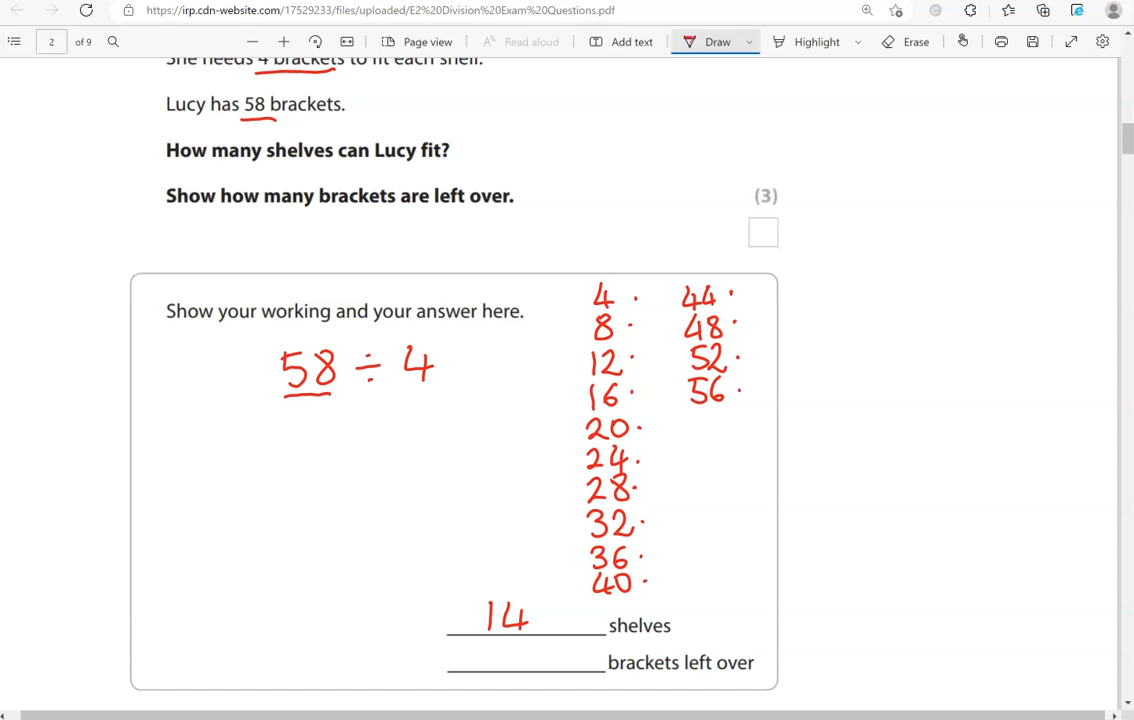 https://irp.cdn-website.com/17529233/files/uploaded/E2%20Division%20Exam%20Questions.pdf
2 of 9 Page view Read aloud Add text Draw Highlight Erase
She needs 4 brackets to fit each shelf.
Lucy has 58 brackets.
How many shelves can Lucy fit?
Show how many brackets are left over. (3)
Show your working and your answer here.
58 ÷ 4
4
8
12
16
20
24
28
32
36
40
44
48
52
56
14 shelves
brackets left over